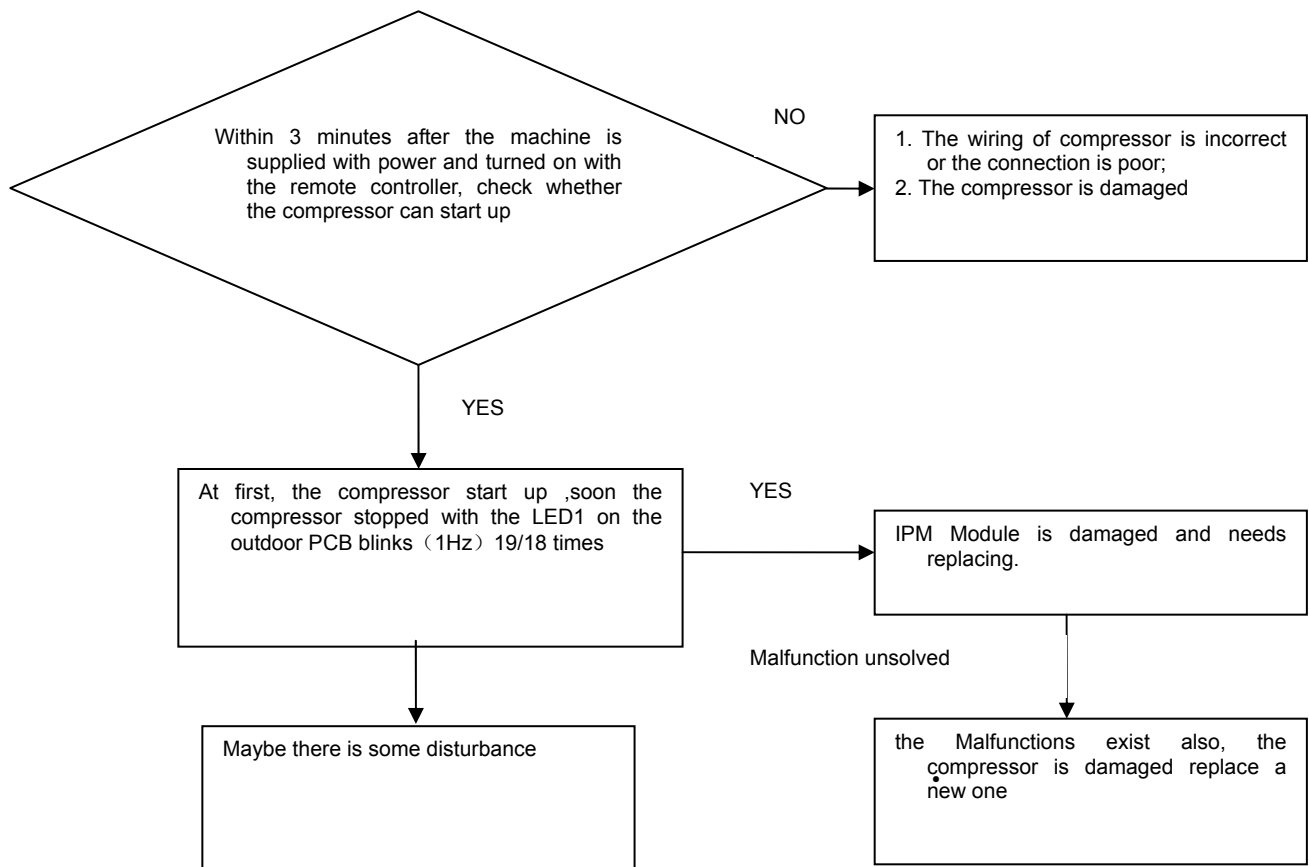 Within 3 minutes after the machine is
supplied with power and turned on with
the remote controller, check whether
the compressor can start up
NO
1. The wiring of compressor is incorrect
or the connection is poor;
2. The compressor is damaged
YES
At first, the compressor start up ,soon the
compressor stopped with the LED1 on the
outdoor PCB blinks（1Hz）19/18 times
YES
IPM Module is damaged and needs
replacing.
Malfunction unsolved
Maybe there is some disturbance
the Malfunctions exist also, the
compressor is damaged replace a
new one